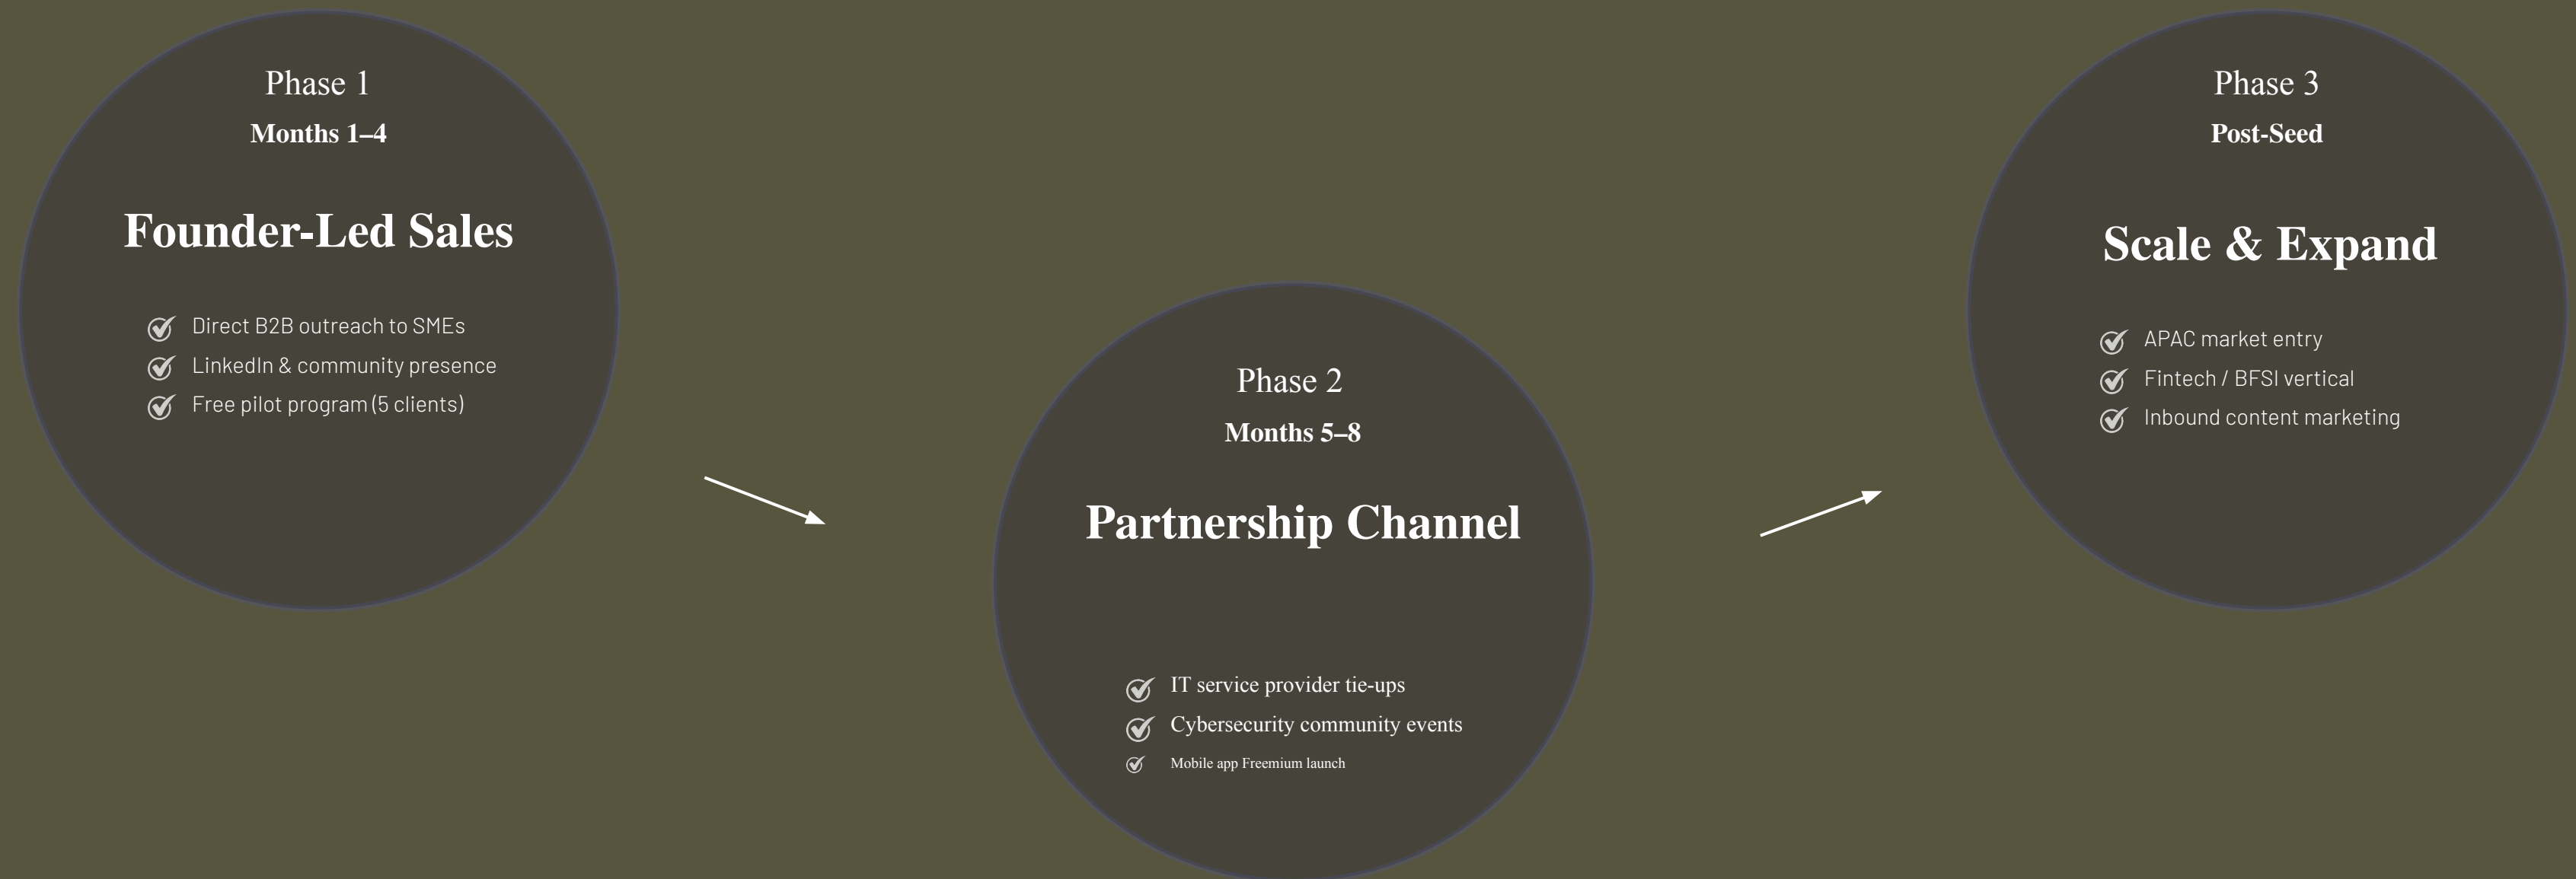 Phase 1
Months 1–4
Founder-Led Sales
Direct B2B outreach to SMEs
LinkedIn & community presence
Free pilot program (5 clients)
Phase 2
Months 5–8
Partnership Channel
IT service provider tie-ups
Cybersecurity community events
Mobile app Freemium launch
Phase 3
Post-Seed
Scale & Expand
APAC market entry
Fintech / BFSI vertical
Inbound content marketing